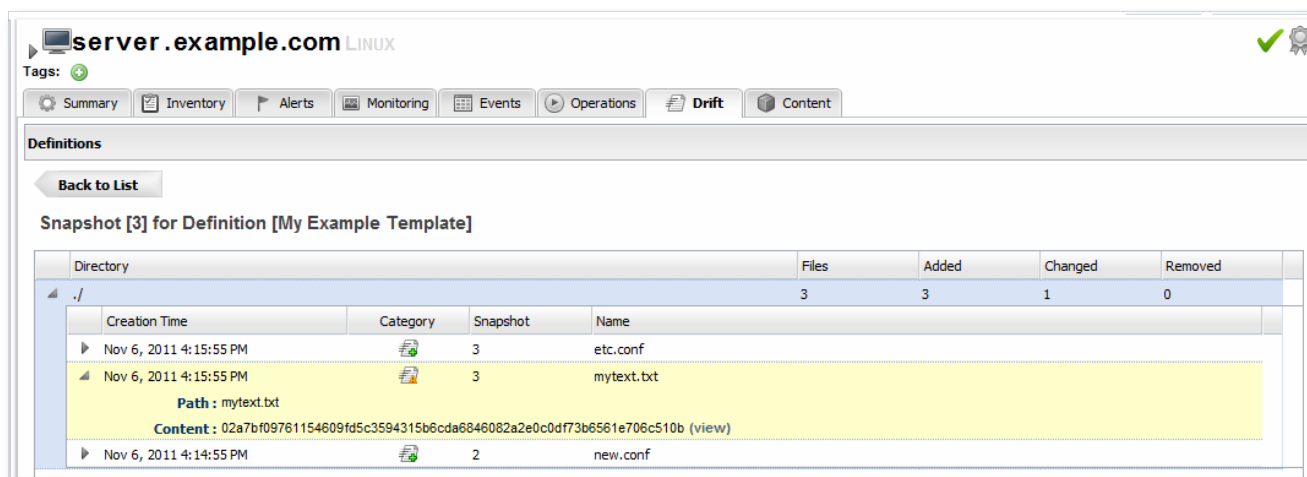 server.example.com LINUX
Tags:
Summary Inventory Alerts Monitoring Events Operations Drift Content
Definitions
Back to List
Snapshot [3] for Definition [My Example Template]
Directory Files Added Changed Removed
./ 3 3 1 0
Creation Time Category Snapshot Name
Nov 6, 2011 4:15:55 PM 3 etc.conf
Nov 6, 2011 4:15:55 PM 3 mytext.txt
Path : mytext.txt
Content : 02a7bf09761154609fd5c3594315b6cda6846082a2e0c0df73b6561e706c510b (view)
Nov 6, 2011 4:14:55 PM 2 new.conf